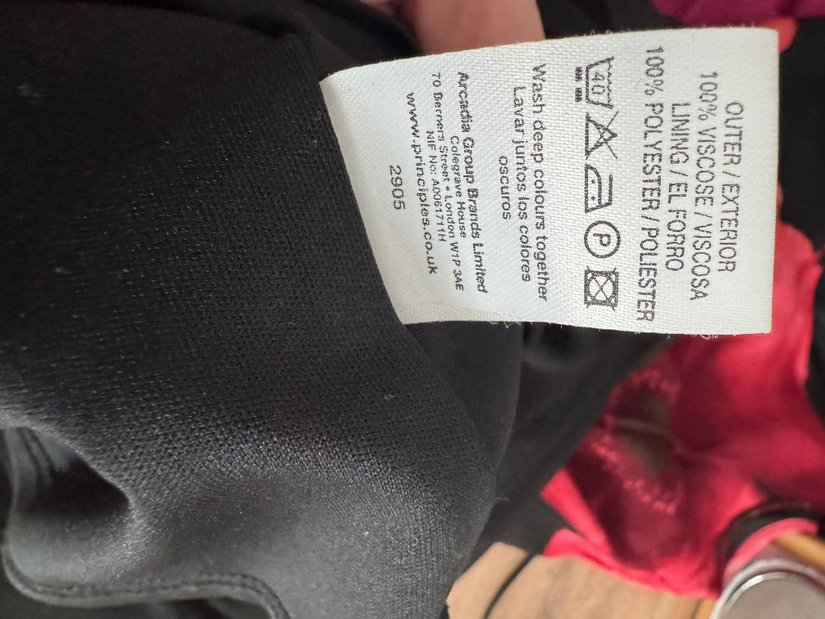 OUTER / EXTERIOR
100% VISCOSE / VISCOSA
LINING / EL FORRO
100% POLYESTER / POLIESTER
40 P
Wash deep colours together
Lavar juntos los colores
oscuros
Arcadia Group Brands Limited
Colegrave House
70 Berners Street • London W1P 3AE
NIF No: A0061711H
www.principles.co.uk
2905